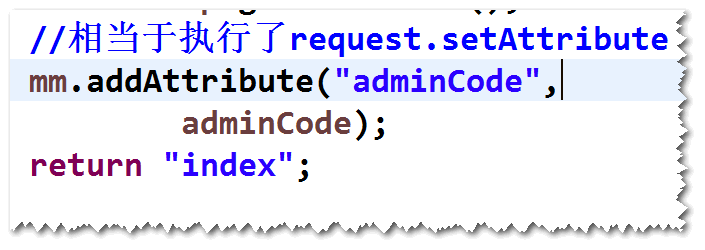 //相当于执行了request.setAttribute
mm.addAttribute("adminCode",
adminCode);
return "index";